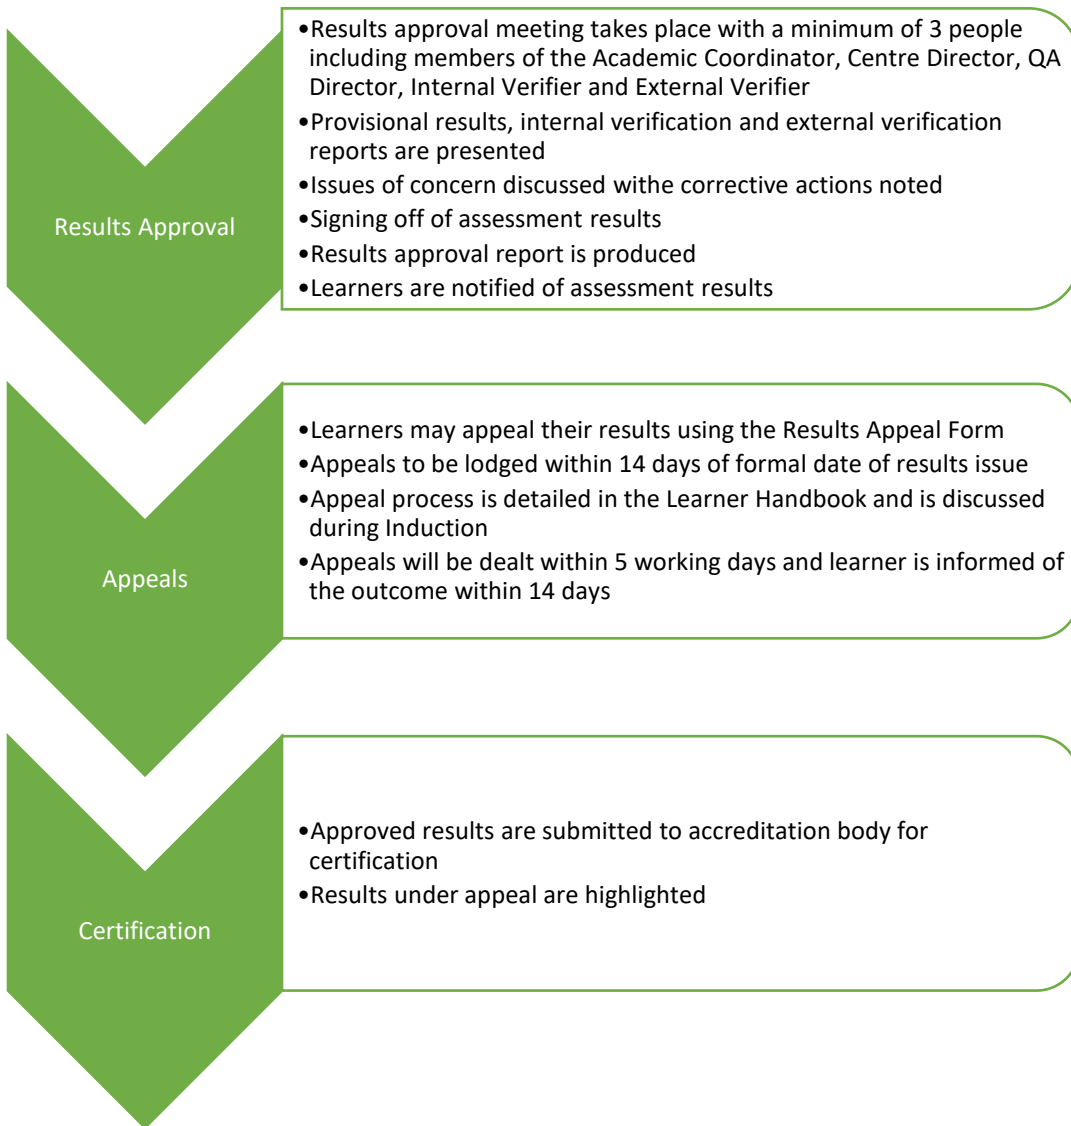 Results Approval
•Results approval meeting takes place with a minimum of 3 people
including members of the Academic Coordinator, Centre Director, QA
Director, Internal Verifier and External Verifier
•Provisional results, internal verification and external verification
reports are presented
•Issues of concern discussed withe corrective actions noted
•Signing off of assessment results
•Results approval report is produced
•Learners are notified of assessment results
Appeals
•Learners may appeal their results using the Results Appeal Form
•Appeals to be lodged within 14 days of formal date of results issue
•Appeal process is detailed in the Learner Handbook and is discussed
during Induction
•Appeals will be dealt within 5 working days and learner is informed of
the outcome within 14 days
Certification
•Approved results are submitted to accreditation body for
certification
•Results under appeal are highlighted